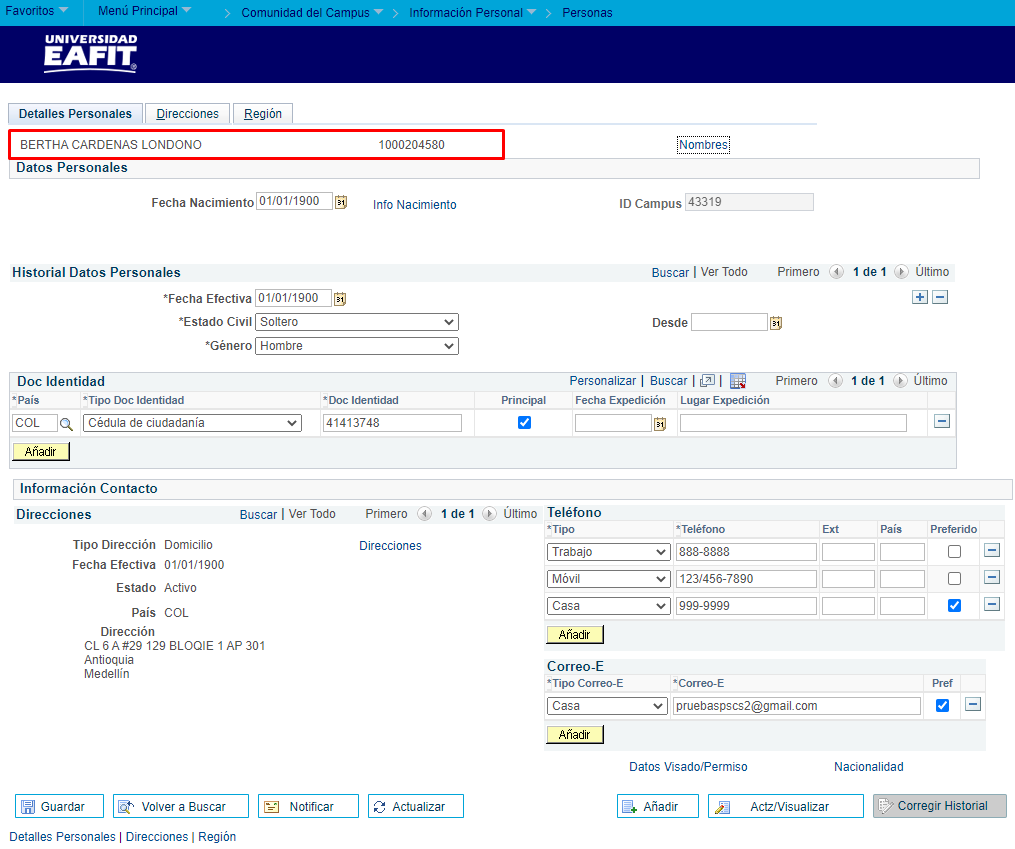 Favoritos Menú Principal Comunidad del Campus Información Personal Personas
UNIVERSIDAD
EAFIT®
Detalles Personales Direcciones Región
BERTHA CARDENAS LONDONO 1000204580 Nombres
Datos Personales
Fecha Nacimiento 01/01/1900 31 Info Nacimiento ID Campus 43319
Historial Datos Personales Buscar | Ver Todo Primero 1 de 1 Último
*Fecha Efectiva 01/01/1900 31
*Estado Civil Soltero Desde 31
*Género Hombre
Doc Identidad Personalizar | Buscar | | Primero 1 de 1 Último
*País *Tipo Doc Identidad *Doc Identidad Principal Fecha Expedición Lugar Expedición
COL Cédula de ciudadanía 41413748 31
Añadir
Información Contacto
Direcciones Buscar | Ver Todo Primero 1 de 1 Último
Tipo Dirección Domicilio Direcciones
Fecha Efectiva 01/01/1900
Estado Activo
País COL
Dirección
CL 6 A #29 129 BLOQIE 1 AP 301
Antioquia
Medellín
Teléfono
*Tipo *Teléfono Ext País Preferido
Trabajo 888-8888
Móvil 123/456-7890
Casa 999-9999
Añadir
Correo-E
*Tipo Correo-E *Correo-E Pref
Casa pruebaspscs2@gmail.com
Añadir
Datos Visado/Permiso Nacionalidad
Guardar Volver a Buscar Notificar Actualizar Añadir Actz/Visualizar Corregir Historial
Detalles Personales | Direcciones | Región